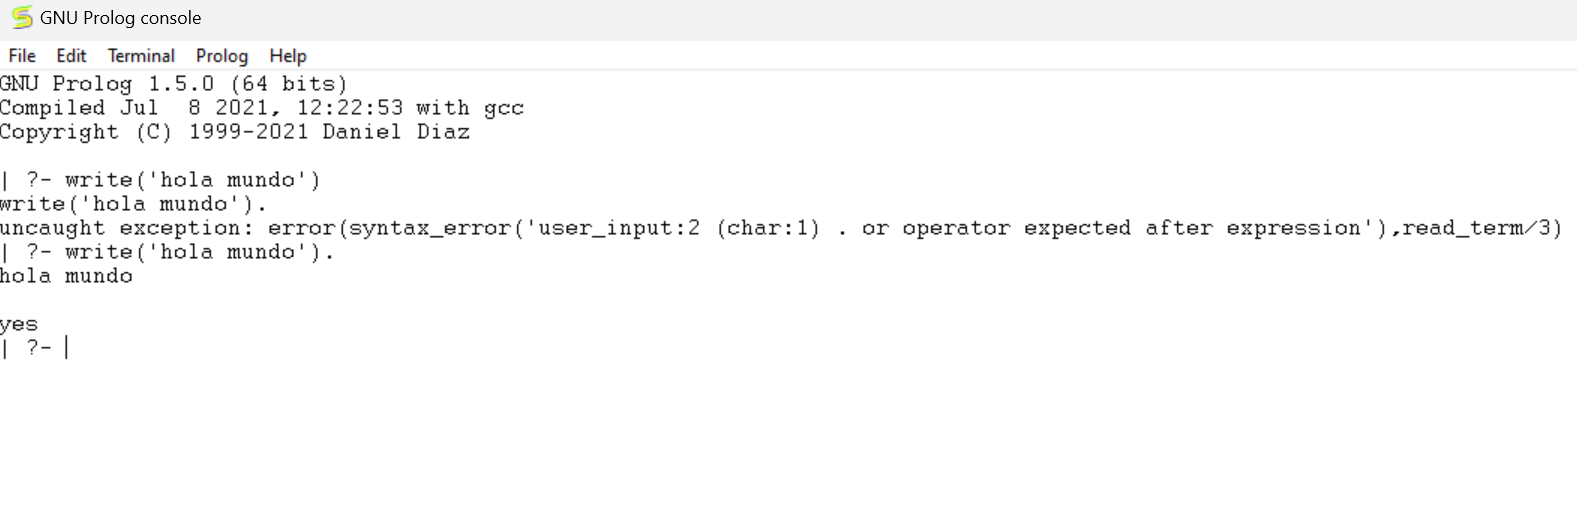 GNU Prolog console
File Edit Terminal Prolog Help
GNU Prolog 1.5.0 (64 bits)
Compiled Jul  8 2021, 12:22:53 with gcc
Copyright (C) 1999-2021 Daniel Diaz
| ?- write('hola mundo')
write('hola mundo').
uncaught exception: error(syntax_error('user_input:2 (char:1) . or operator expected after expression'),read_term/3)
| ?- write('hola mundo').
hola mundo
yes
| ?-